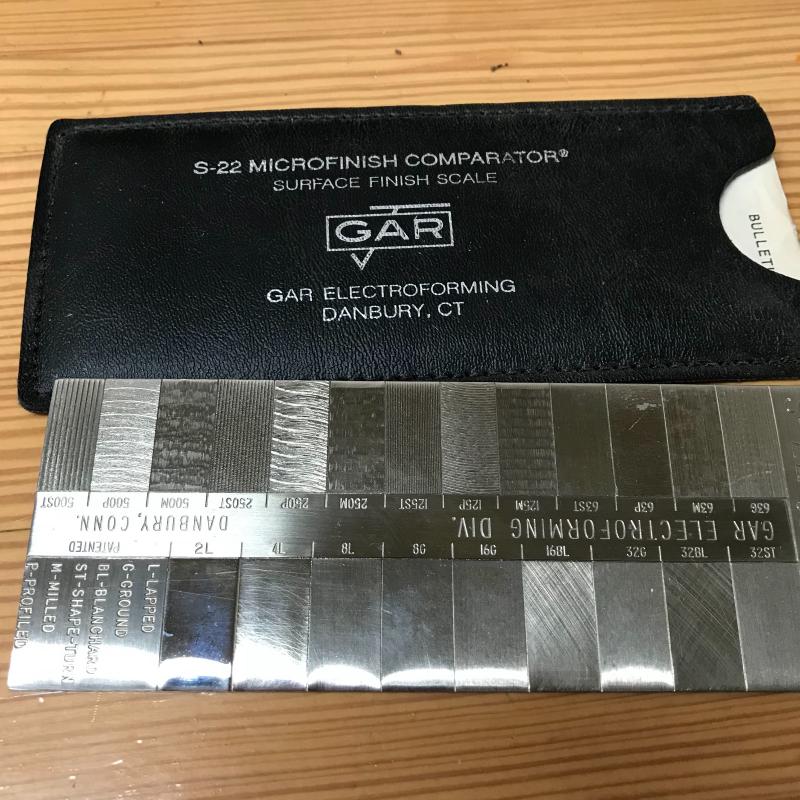 S-22 MICROFINISH COMPARATOR®
SURFACE FINISH SCALE
GAR
GAR ELECTROFORMING
DANBURY, CT
500ST 500P 500M 250ST 250P 250M 125ST 125P 125M 63ST 63P 63M 63G
GAR ELECTROFORMING DIV. DANBURY, CONN.
PATENTED 2L 4L 8L 8G 16G 16BL 32G 32BL 32ST
L-LAPPED
G-GROUND
BL-BLANCHARD
ST-SHAPE-TURN
M-MILLED
P-PROFILED